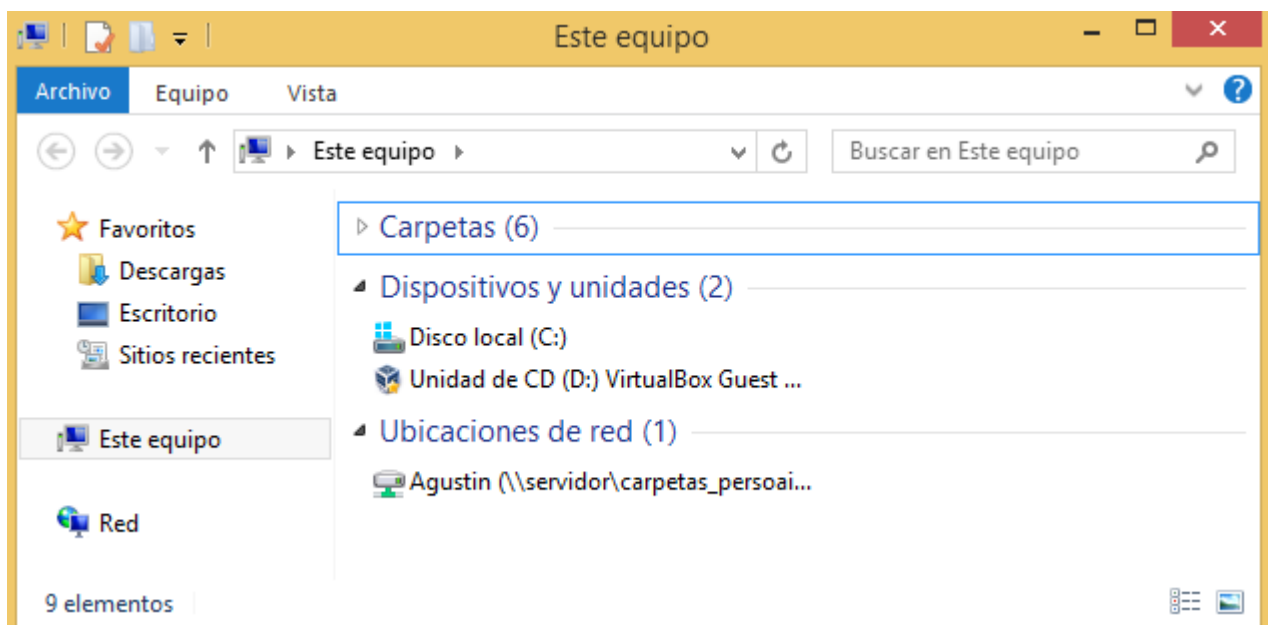 Este equipo
Archivo Equipo Vista
Este equipo Buscar en Este equipo
Favoritos
Descargas
Escritorio
Sitios recientes
Este equipo
Red
Carpetas (6)
Dispositivos y unidades (2)
Disco local (C:)
Unidad de CD (D:) VirtualBox Guest ...
Ubicaciones de red (1)
Agustin (\\servidor\carpetas_persoai...
9 elementos